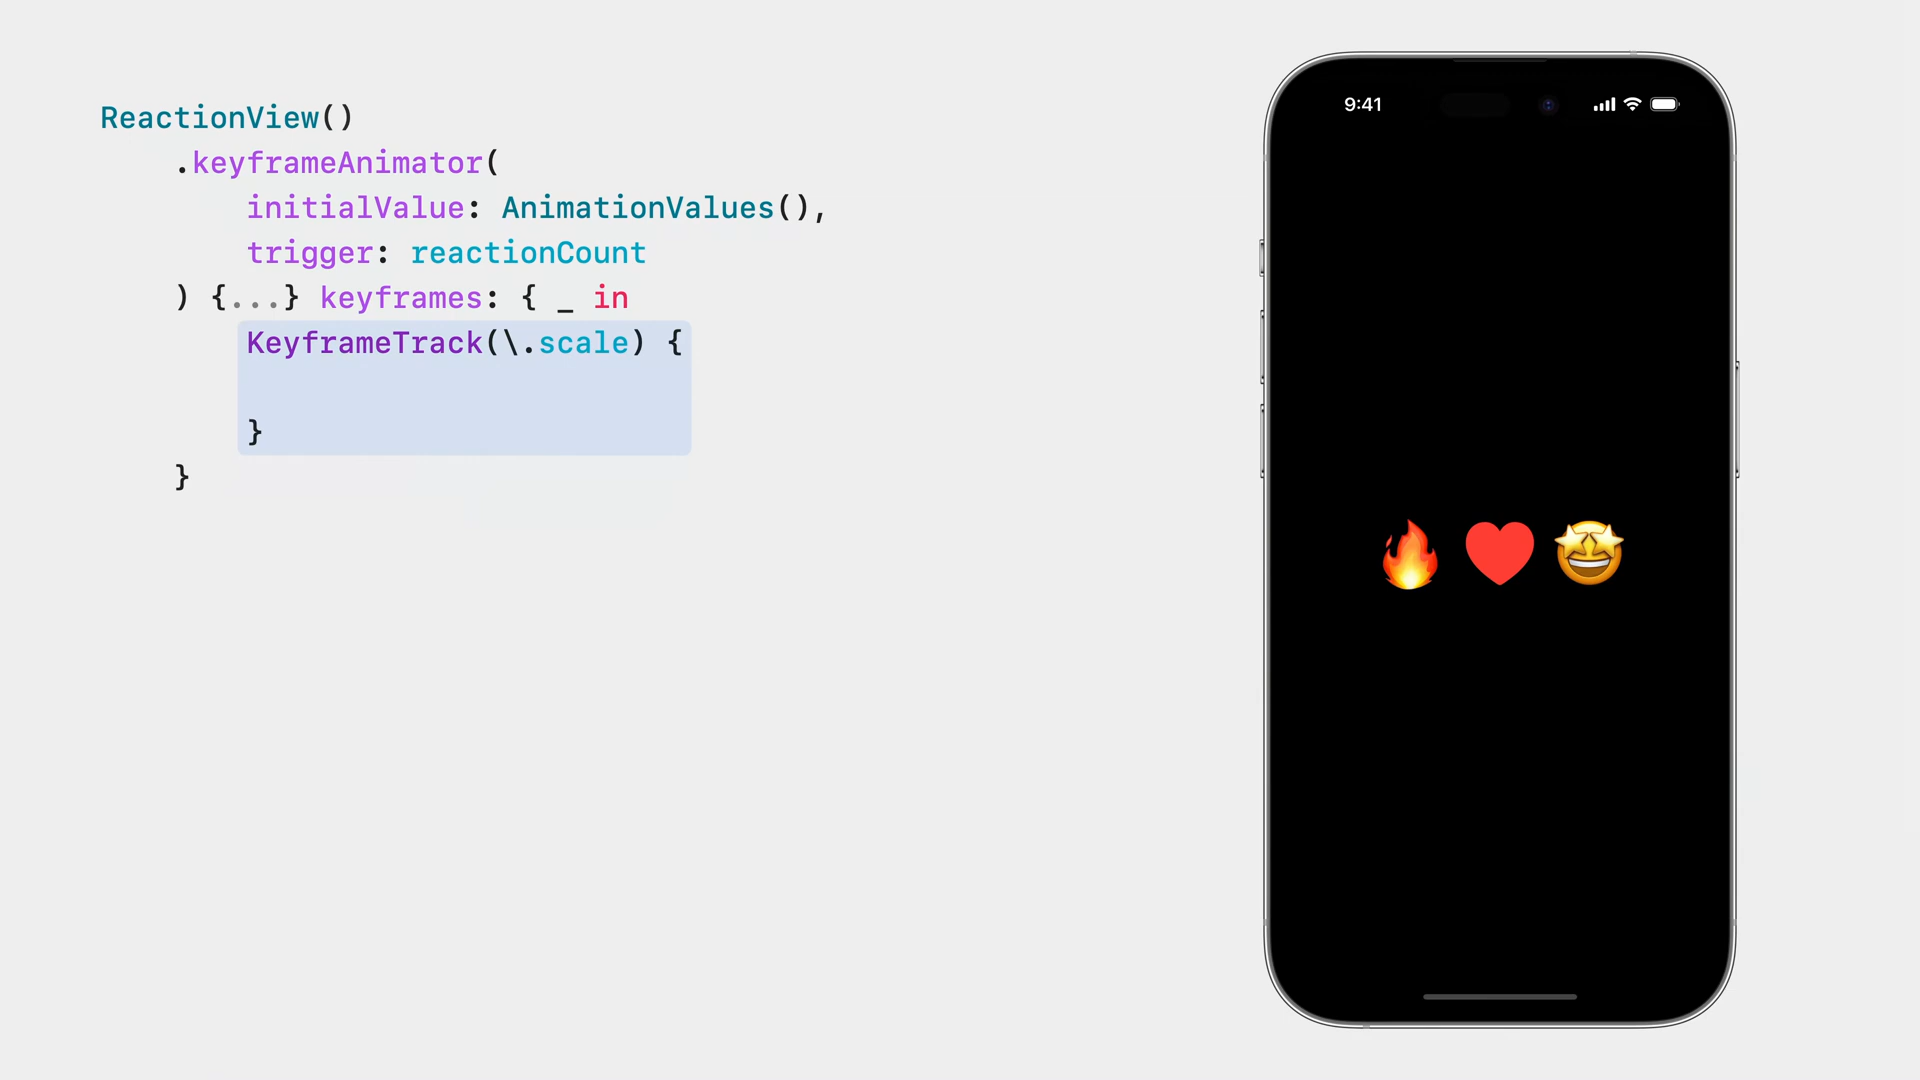 ReactionView()
.keyframeAnimator(
initialValue: AnimationValues(),
trigger: reactionCount
) {...} keyframes: { _ in
KeyframeTrack(\.scale) {
}
}
9:41